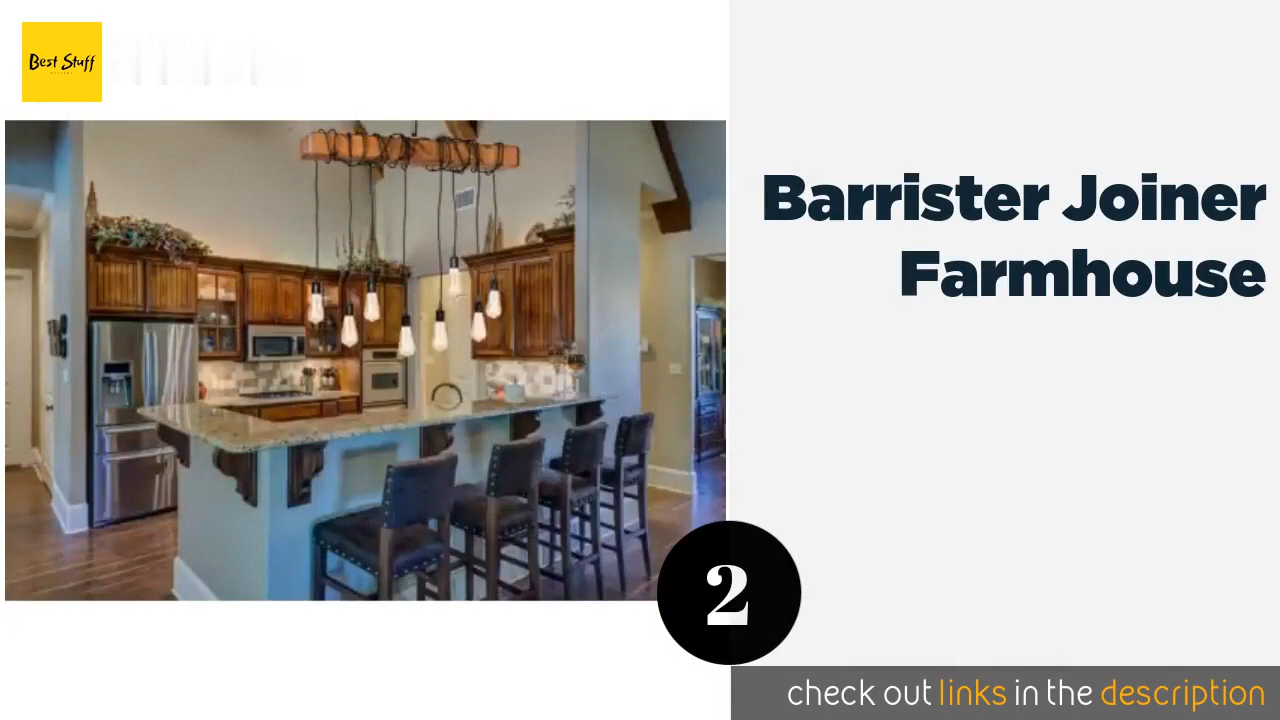 Best Stuff
Barrister Joiner
Farmhouse
2
check out links in the description